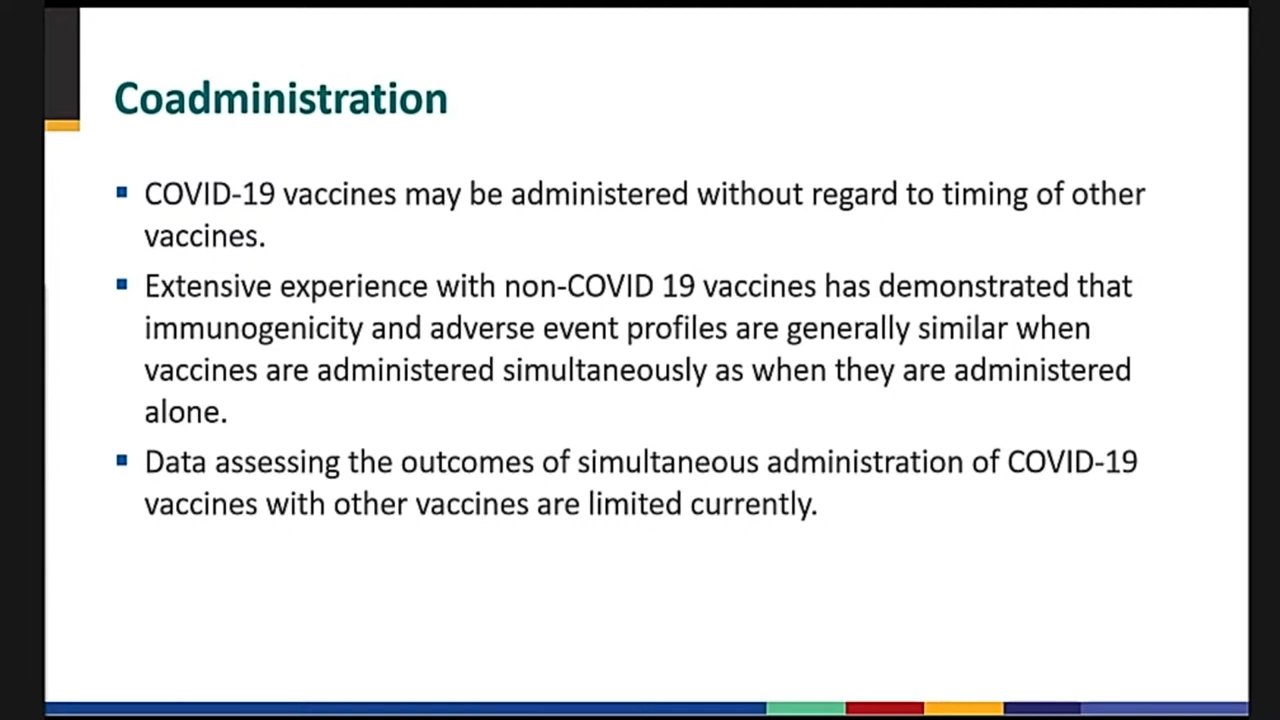 Coadministration
COVID-19 vaccines may be administered without regard to timing of other
vaccines.
Extensive experience with non-COVID 19 vaccines has demonstrated that
immunogenicity and adverse event profiles are generally similar when
vaccines are administered simultaneously as when they are administered
alone.
Data assessing the outcomes of simultaneous administration of COVID-19
vaccines with other vaccines are limited currently.